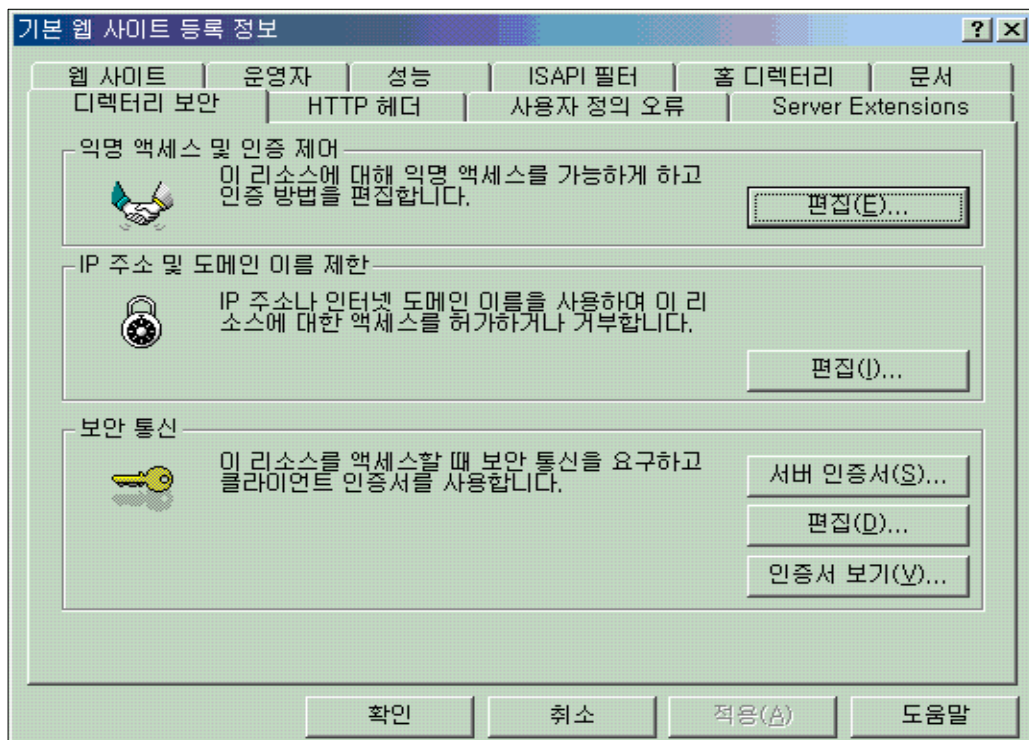 기본 웹 사이트 등록 정보
웹 사이트 운영자 성능 ISAPI 필터 홈 디렉터리 문서
디렉터리 보안 HTTP 헤더 사용자 정의 오류 Server Extensions
익명 액세스 및 인증 제어
이 리소스에 대해 익명 액세스를 가능하게 하고
인증 방법을 편집합니다.
편집(E)...
IP 주소 및 도메인 이름 제한
IP 주소나 인터넷 도메인 이름을 사용하여 이 리
소스에 대한 액세스를 허가하거나 거부합니다.
편집(I)...
보안 통신
이 리소스를 액세스할 때 보안 통신을 요구하고
클라이언트 인증서를 사용합니다.
서버 인증서(S)...
편집(D)...
인증서 보기(V)...
확인 취소 적용(A) 도움말